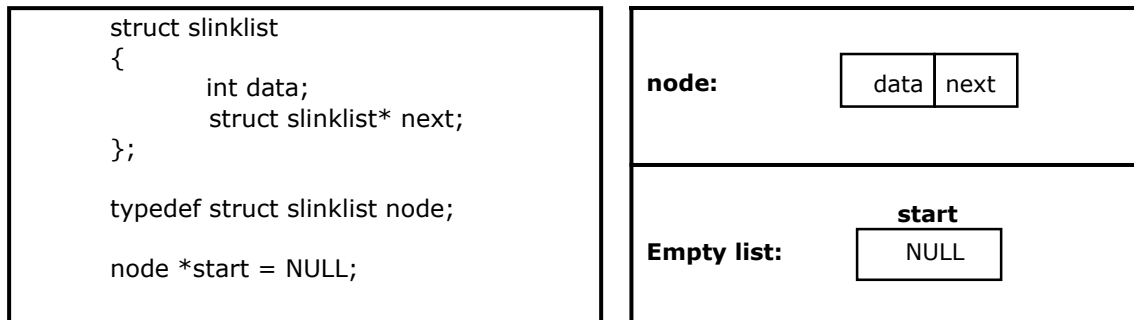 struct slinklist
{
int data;
struct slinklist* next;
};
typedef struct slinklist node;
node *start = NULL;
node:
data next
start
Empty list:
NULL